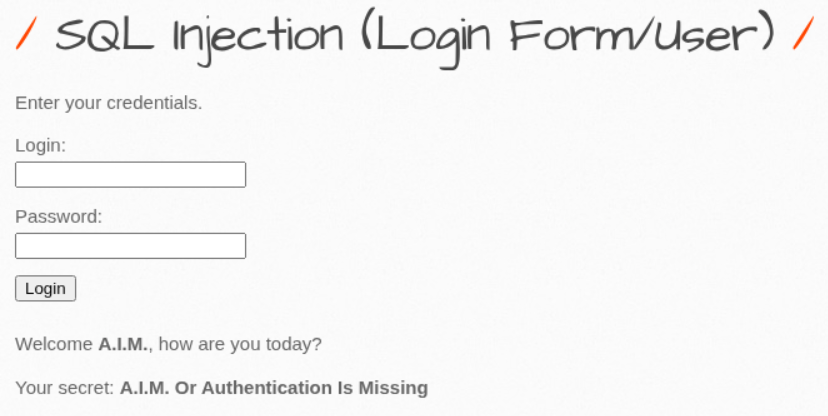 / SQL Injection (Login Form/User) /
Enter your credentials.
Login:
Password:
Login
Welcome A.I.M., how are you today?
Your secret: A.I.M. Or Authentication Is Missing